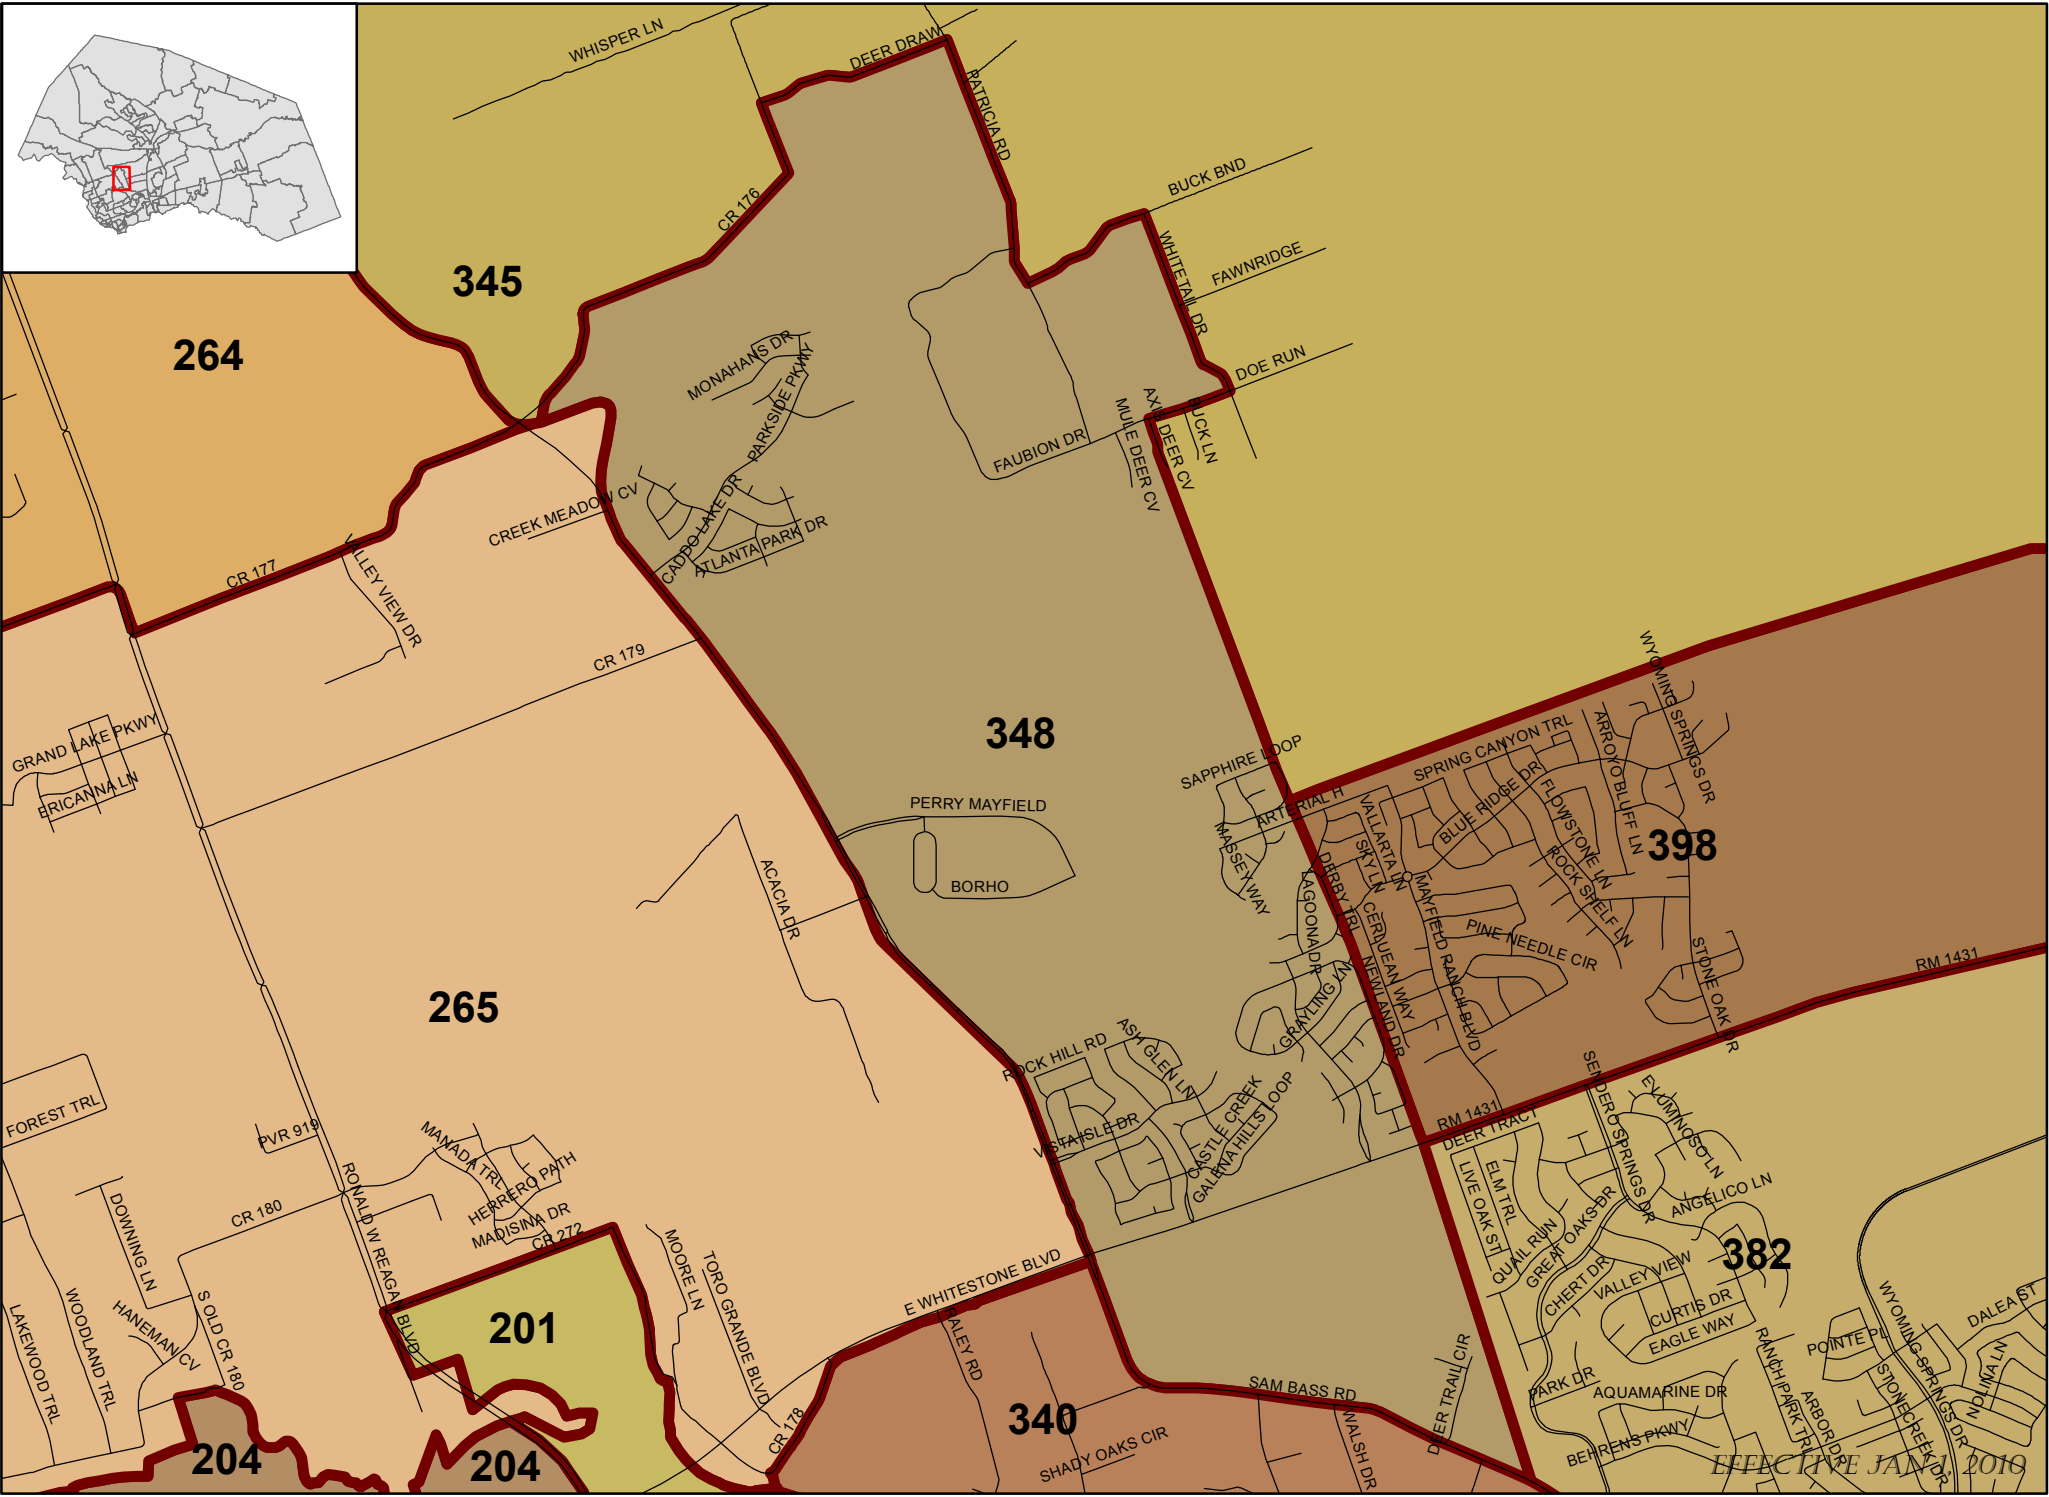 WHISPER LN
DEER DRAW
PATRICIA RD
BUCK BND
CR 176
WHITETAIL DR
FAWNRIDGE
345
264
MONAHANS DR
PARKSIDE PKWY
DOE RUN
AXIS DEER CV
BUCK LN
MULE DEER CV
FAUBION DR
CREEK MEADOW CV
CADDO LAKE DR
ATLANTA PARK DR
CR 177
VALLEY VIEW DR
CR 179
WYOMING SPRINGS DR
GRAND LAKE PKWY
ERICANNA LN
348
SAPPHIRE LOOP
SPRING CANYON TRL
ARROYO BLUFF LN
BLUE RIDGE DR
FLOWSTONE LN
398
PERRY MAYFIELD
ARTERIAL H
VALLARTA LN
SKY LN
MASSEY WAY
DERBY TRL
ROCK SHELF LN
BORHO
ACACIA DR
LAGOONA DR
CERLUEAN WAY
MAYFIELD RANCH BLVD
PINE NEEDLE CIR
STONE OAK DR
RM 1431
NEWLAND DR
GRAYLING LN
265
ROCK HILL RD
ASH GLEN LN
CASTLE CREEK
GALENA HILLS LOOP
VISTA ISLE DR
RM 1431
DEER TRACT
SENDERO SPRINGS DR
EXLUMINOSO LN
ANGELICO LN
FOREST TRL
PVR 919
MANADA TRL
HERRERO PATH
MADISINA DR
CR 272
CR 180
DOWNING LN
RONALD W REAGAN BLVD
LIVE OAK ST
ELM TRL
QUAIL RUN
GREAT OAKS DR
CHERT DR
VALLEY VIEW
382
CURTIS DR
EAGLE WAY
MOORE LN
TORO GRANDE BLVD
E WHITESTONE BLVD
WYOMING SPRINGS DR
DALEA ST
LAKEWOOD TRL
WOODLAND TRL
HANEMAN CV
S OLD CR 180
201
RALEY RD
POINTE PL
NOLINA LN
STONECREEK DR
RANCH PARK TRL
ARBOR DR
PARK DR
AQUAMARINE DR
BEHRENS PKWY
SAM BASS RD
DEER TRAIL CIR
WALSH DR
340
SHADY OAKS CIR
CR 178
204
204
EFFECTIVE JAN 1, 2010